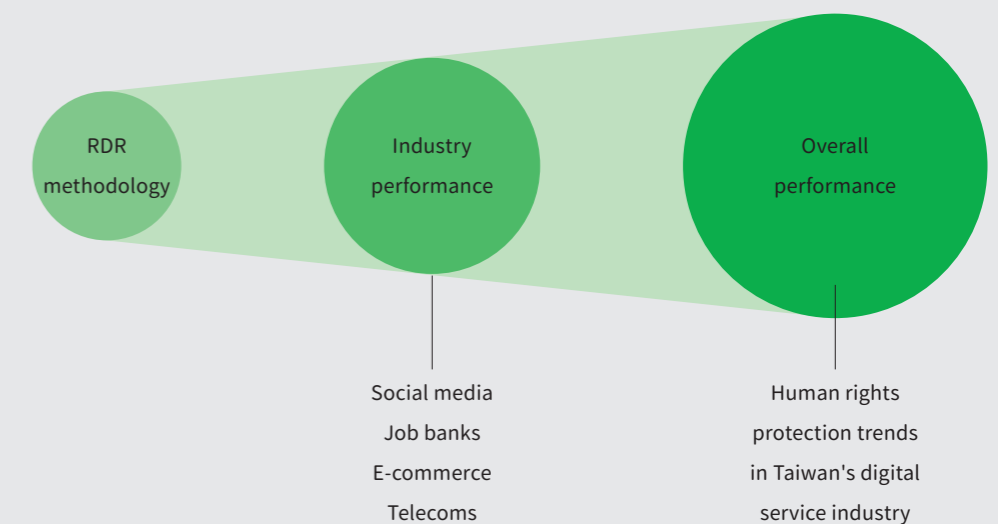 RDR
methodology
Industry
performance
Overall
performance
Social media
Job banks
E-commerce
Telecoms
Human rights
protection trends
in Taiwan's digital
service industry